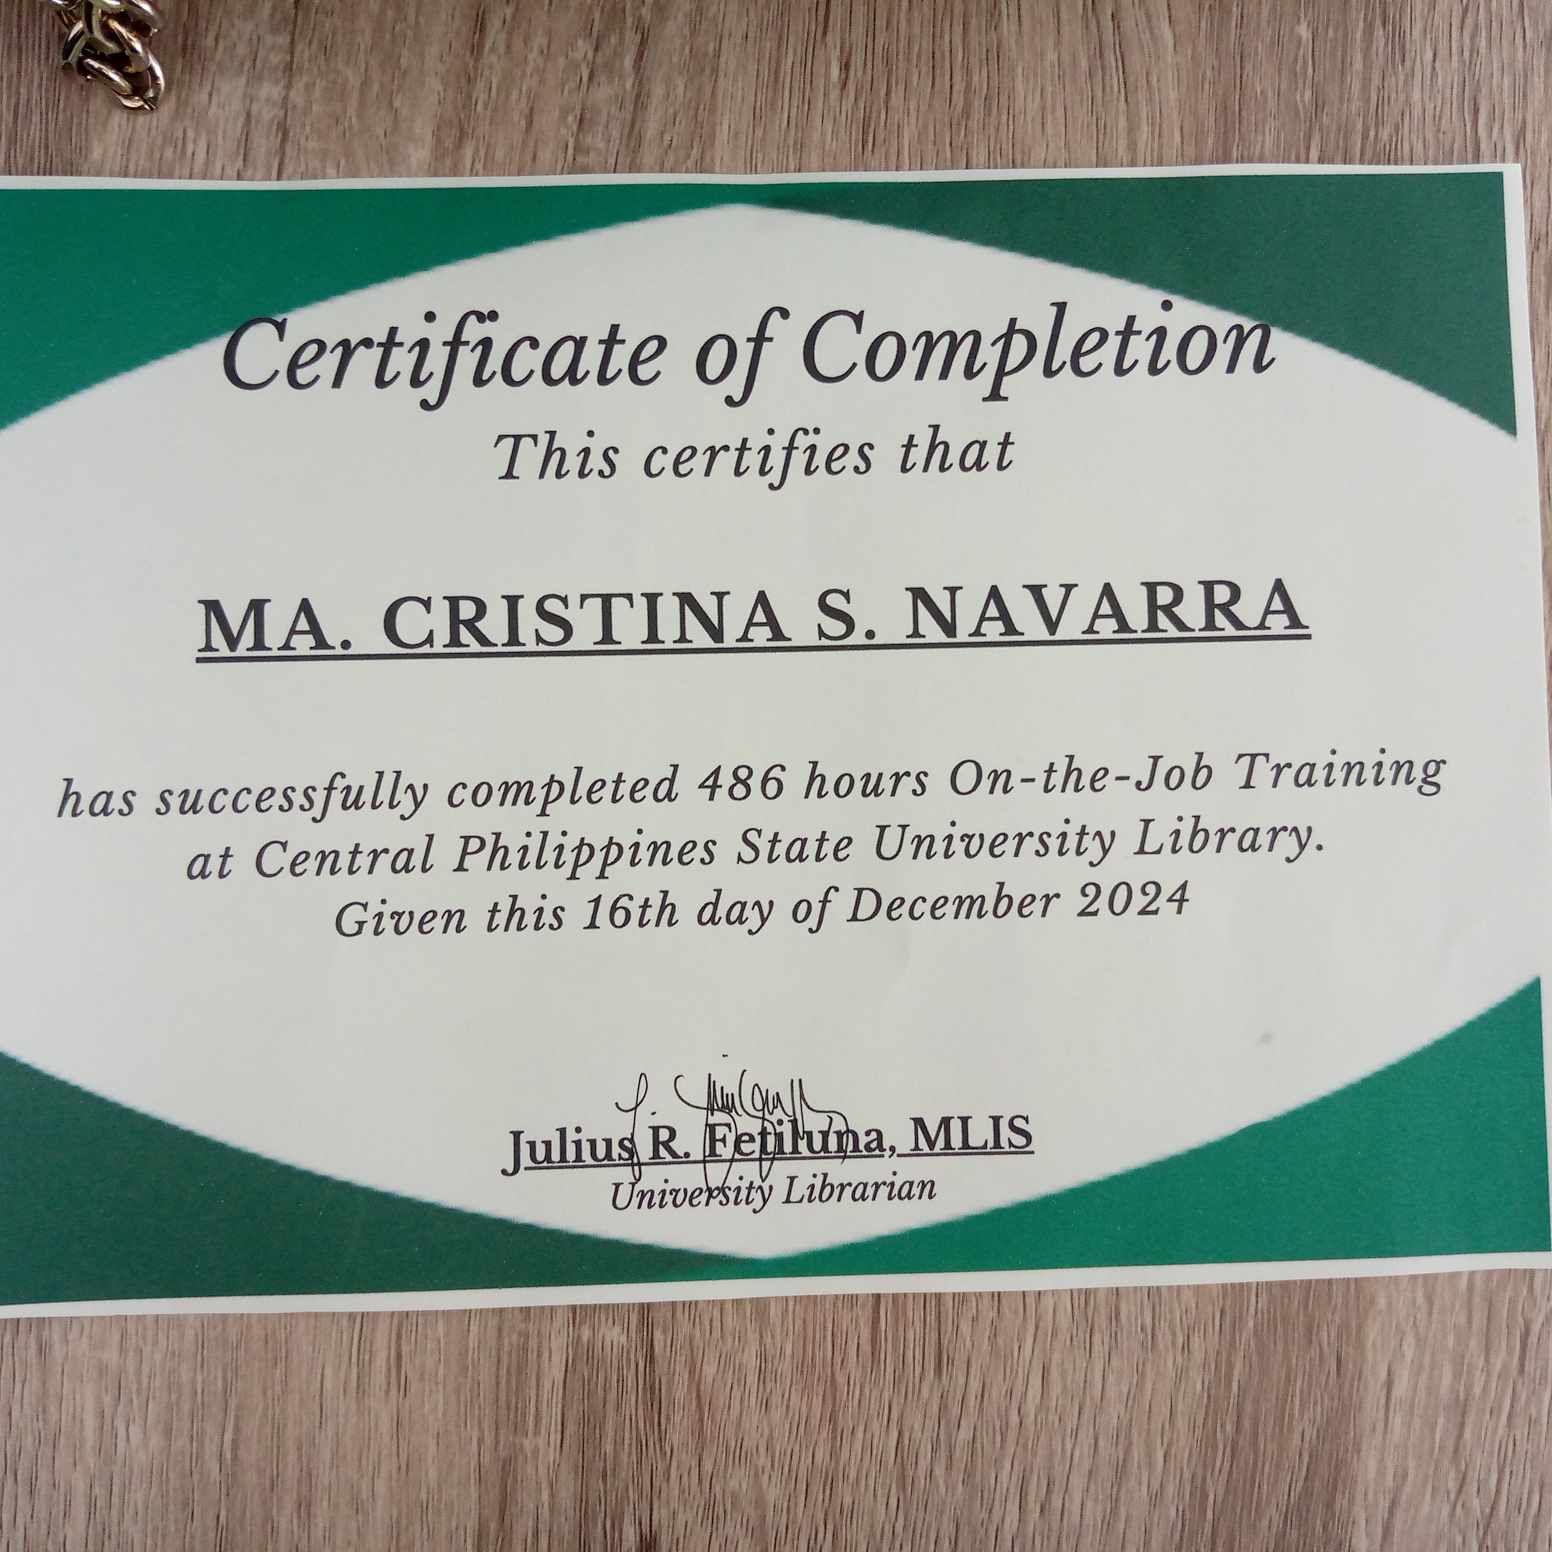 Certificate of Completion
This certifies that
MA. CRISTINA S. NAVARRA
has successfully completed 486 hours On-the-Job Training
at Central Philippines State University Library.
Given this 16th day of December 2024
Julius R. Fetiluna, MLIS
University Librarian